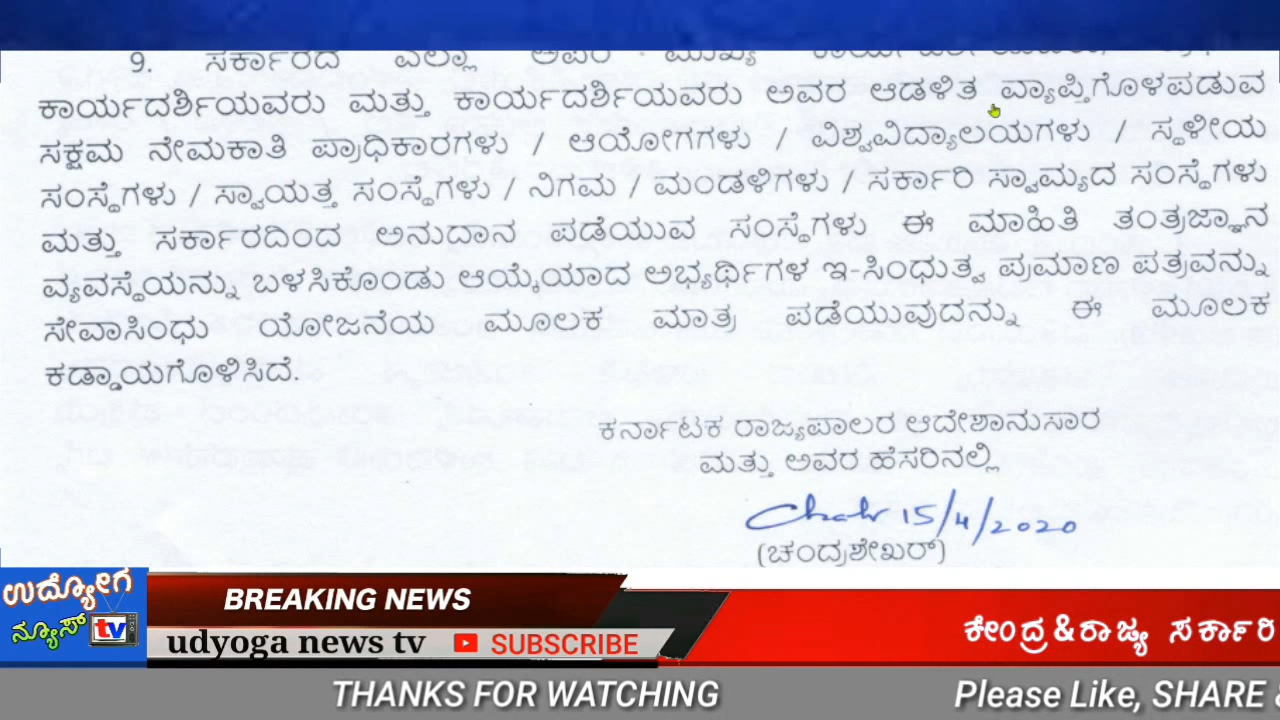 9. ಸರ್ಕಾರದ ಎಲ್ಲಾ ಅಪರ ಮುಖ್ಯ
ಕಾರ್ಯದರ್ಶಿಯವರು ಮತ್ತು ಕಾರ್ಯದರ್ಶಿಯವರು ಅವರ ಆಡಳಿತ ವ್ಯಾಪ್ತಿಗೊಳಪಡುವ
ಸಕ್ಷಮ ನೇಮಕಾತಿ ಪ್ರಾಧಿಕಾರಗಳು / ಆಯೋಗಗಳು / ವಿಶ್ವವಿದ್ಯಾಲಯಗಳು / ಸ್ಥಳೀಯ
ಸಂಸ್ಥೆಗಳು / ಸ್ವಾಯತ್ತ ಸಂಸ್ಥೆಗಳು / ನಿಗಮ / ಮಂಡಳಿಗಳು / ಸರ್ಕಾರಿ ಸ್ವಾಮ್ಯದ ಸಂಸ್ಥೆಗಳು
ಮತ್ತು ಸರ್ಕಾರದಿಂದ ಅನುದಾನ ಪಡೆಯುವ ಸಂಸ್ಥೆಗಳು ಈ ಮಾಹಿತಿ ತಂತ್ರಜ್ಞಾನ
ವ್ಯವಸ್ಥೆಯನ್ನು ಬಳಸಿಕೊಂಡು ಆಯ್ಕೆಯಾದ ಅಭ್ಯರ್ಥಿಗಳ ಇ-ಸಿಂಧುತ್ವ ಪ್ರಮಾಣ ಪತ್ರವನ್ನು
ಸೇವಾಸಿಂಧು ಯೋಜನೆಯ ಮೂಲಕ ಮಾತ್ರ ಪಡೆಯುವುದನ್ನು ಈ ಮೂಲಕ
ಕಡ್ಡಾಯಗೊಳಿಸಿದೆ.
ಕರ್ನಾಟಕ ರಾಜ್ಯಪಾಲರ ಆದೇಶಾನುಸಾರ
ಮತ್ತು ಅವರ ಹೆಸರಿನಲ್ಲಿ
15/4/2020
(ಚಂದ್ರಶೇಖರ್)
ಉದ್ಯೋಗ
ನ್ಯೂಸ್ tv
BREAKING NEWS
udyoga news tv SUBSCRIBE
ಕೇಂದ್ರ&ರಾಜ್ಯ ಸರ್ಕಾರಿ
THANKS FOR WATCHING Please Like, SHARE &